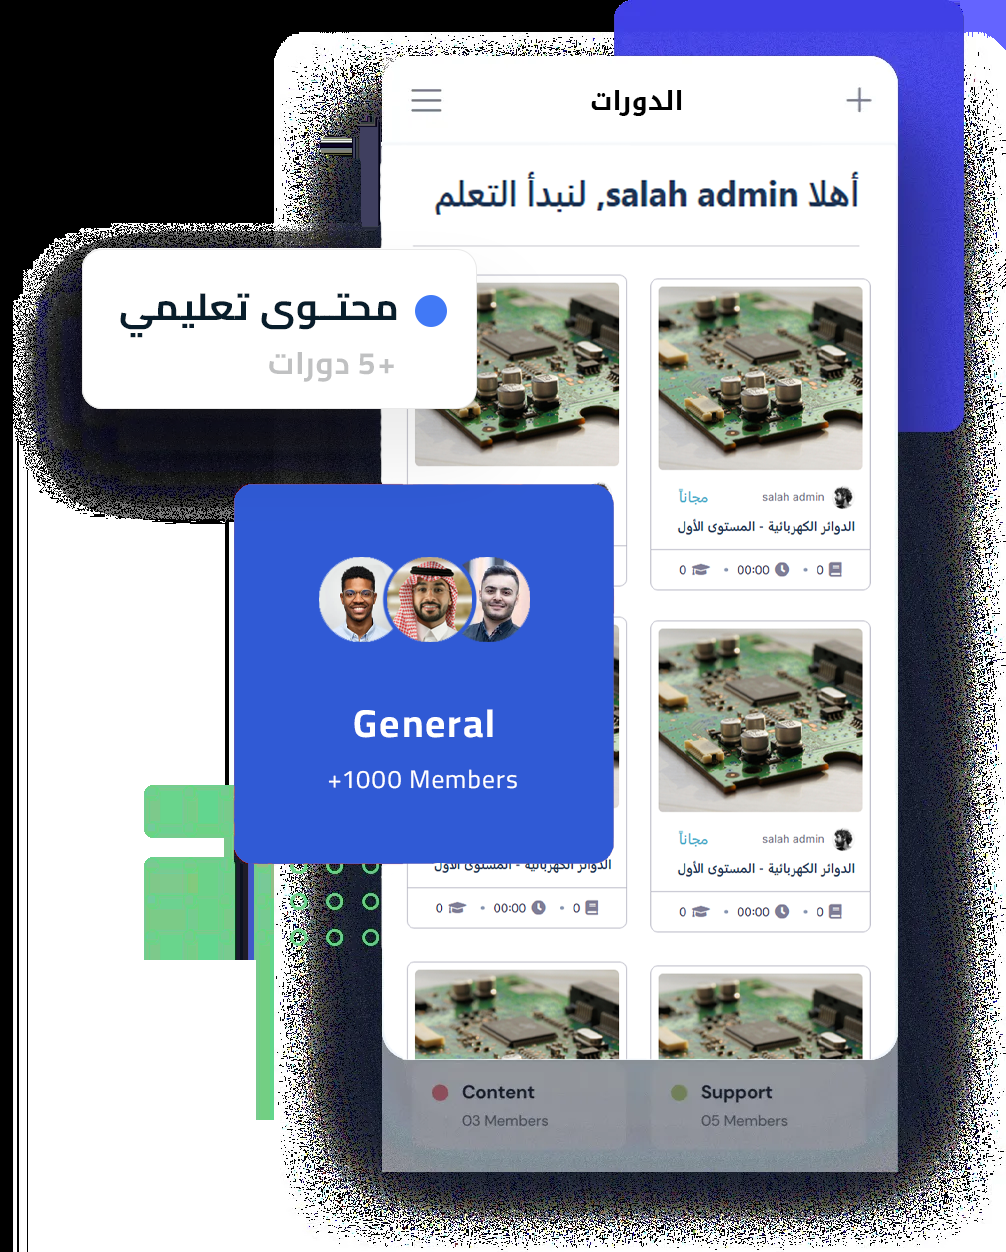 الدورات
أهلا salah admin, لنبدأ التعلم
محتــوى تعليمي
+5 دورات
مجاناً
salah admin
الدوائر الكهربائية - المستوى الأول
0 • 00:00 • 0
General
+1000 Members
مجاناً
salah admin
الدوائر الكهربائية - المستوى الأول
0 • 00:00 • 0
الدوائر الكهربائية - المستوى الأول
0 • 00:00 • 0
Content
03 Members
Support
05 Members